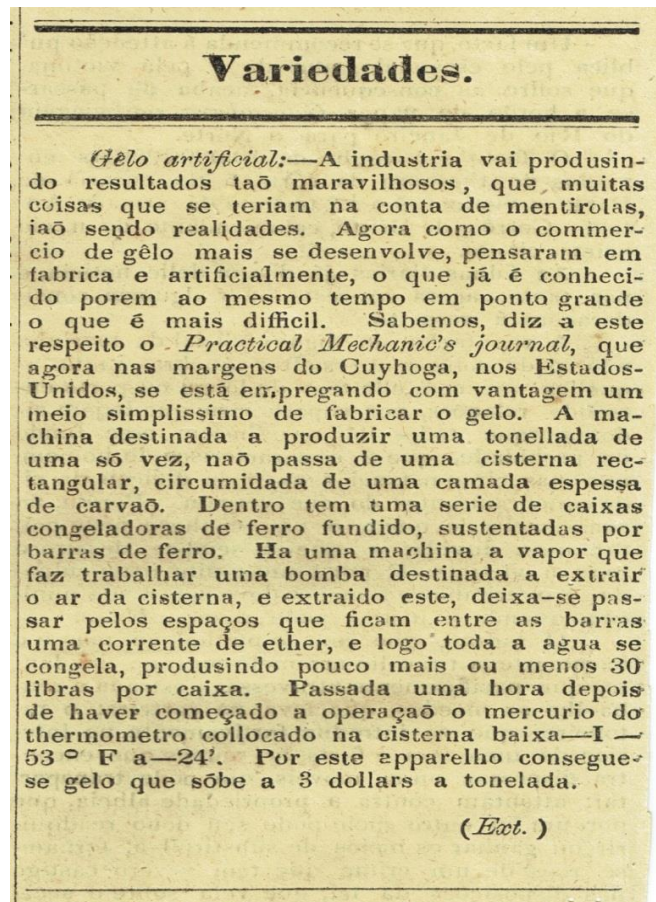 Variedades.
Gêlo artificial:—A industria vai produsin-
do resultados taõ maravilhosos, que muitas
coisas que se teriam na conta de mentirolas,
iaõ sendo realidades. Agora como o commer-
cio de gêlo mais se desenvolve, pensaram em
fabrica e artificialmente, o que já é conheci-
do porem ao mesmo tempo em ponto grande
o que é mais difficil. Sabemos, diz a este
respeito o Practical Mechanic's journal, que
agora nas margens do Cuyhoga, nos Estados-
Unidos, se está empregando com vantagem um
meio simplissimo de fabricar o gelo. A ma-
china destinada a produzir uma tonellada de
uma só vez, naõ passa de uma cisterna rec-
tangular, circumidada de uma camada espessa
de carvaõ. Dentro tem uma serie de caixas
congeladoras de ferro fundido, sustentadas por
barras de ferro. Ha uma machina a vapor que
faz trabalhar uma bomba destinada a extrair
o ar da cisterna, e extraido este, deixa-se pas-
sar pelos espaços que ficam entre as barras
uma corrente de ether, e logo toda a agua se
congela, produsindo pouco mais ou menos 30
libras por caixa. Passada uma hora depois
de haver começado a operaçaõ o mercurio do
thermometro collocado na cisterna baixa—I—
53° F a—24'. Por este apparelho consegue-
se gelo que sôbe a 3 dollars a tonelada.
(Ext.)